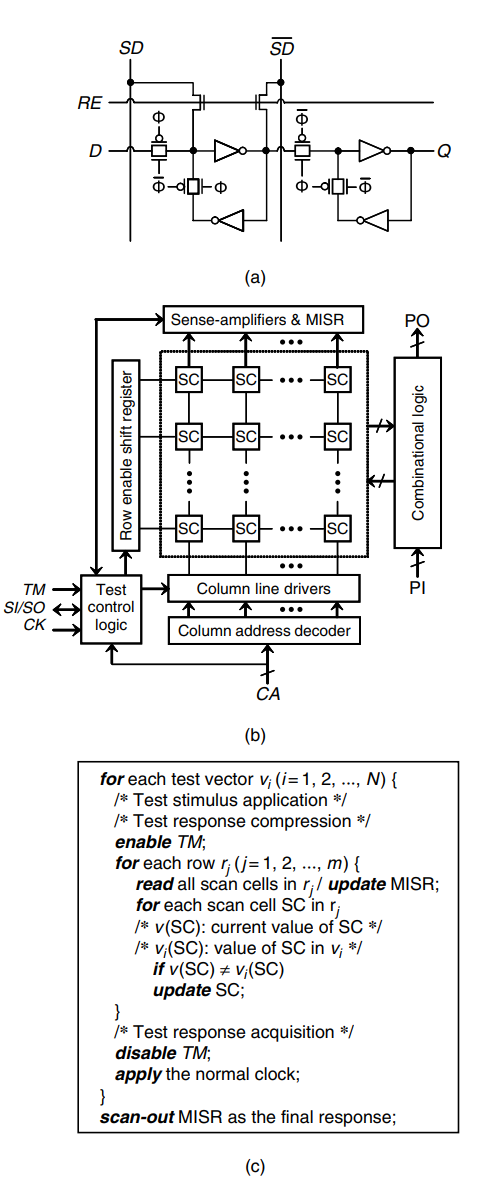 SD
S̅D̅
RE
Φ
Φ̅
D
Q
Φ̅
Φ
Φ
Φ
Φ̅
(a)
Sense-amplifiers & MISR
PO
Row enable shift register
SC SC ••• SC
SC SC ••• SC
SC SC ••• SC
Combinational logic
TM
SI/SO
CK
Test
control
logic
Column line drivers
PI
Column address decoder
CA
(b)
for each test vector vi (i = 1, 2, ..., N) {
/* Test stimulus application */
/* Test response compression */
enable TM;
for each row rj (j = 1, 2, ..., m) {
read all scan cells in rj / update MISR;
for each scan cell SC in rj
/* v(SC): current value of SC */
/* vi(SC): value of SC in vi */
if v(SC) ≠ vi(SC)
update SC;
}
/* Test response acquisition */
disable TM;
apply the normal clock;
}
scan-out MISR as the final response;
(c)